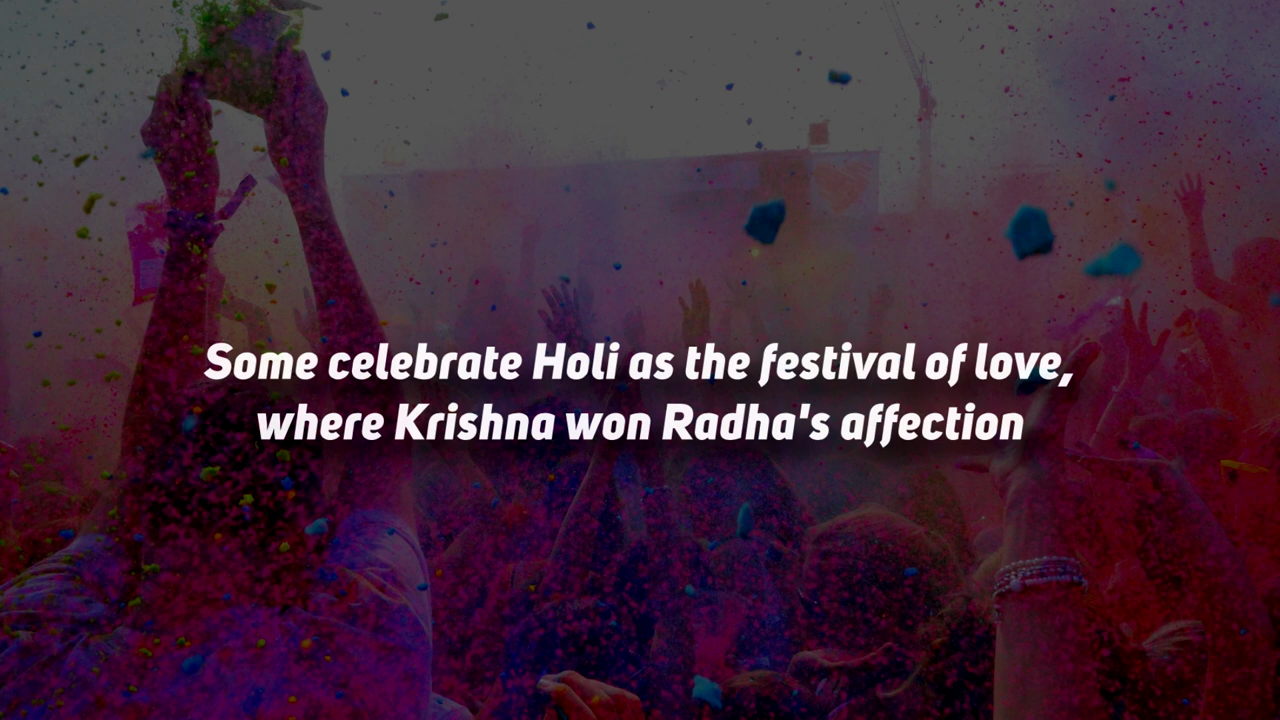 Some celebrate Holi as the festival of love,
where Krishna won Radha's affection